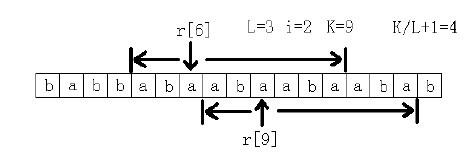 r[6] L=3 i=2 K=9 K/L+1=4
b a b b a b a a b a a b a a b a b
r[9]